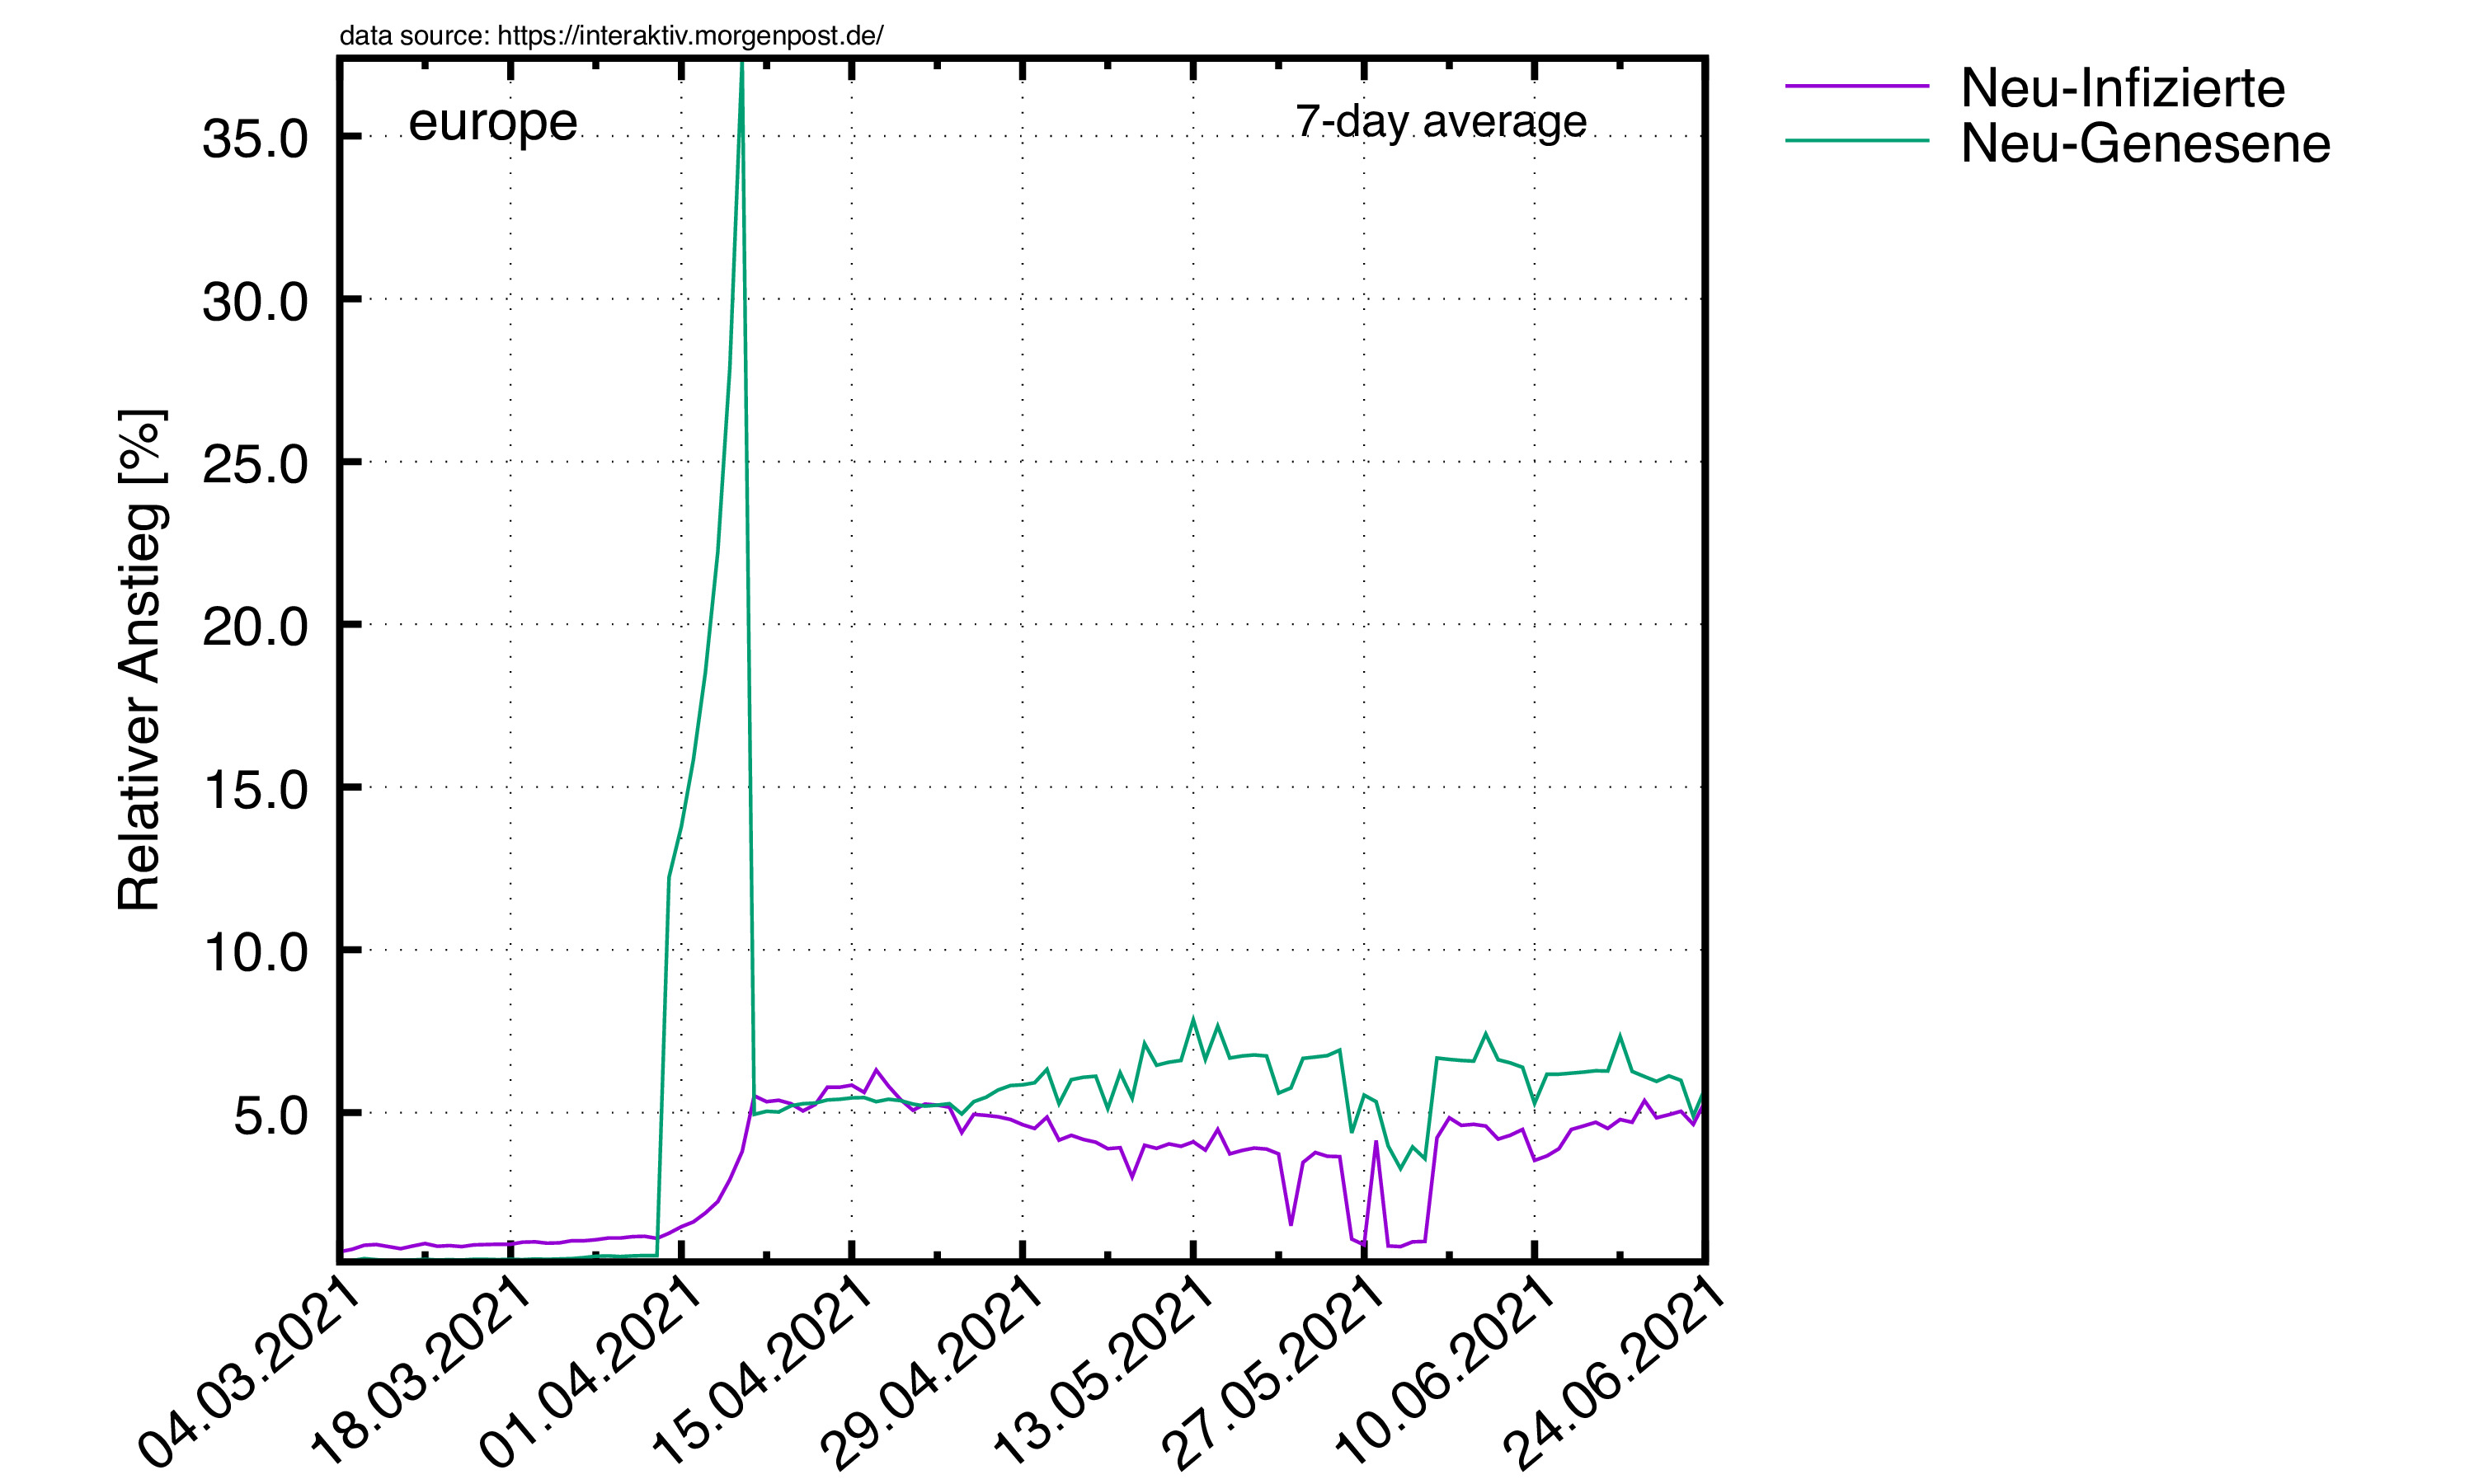 data source: https://interaktiv.morgenpost.de/
europe
7-day average
Neu-Infizierte
Neu-Genesene
Relativer Anstieg [%]
35.0
30.0
25.0
20.0
15.0
10.0
5.0
04.03.2021
18.03.2021
01.04.2021
15.04.2021
29.04.2021
13.05.2021
27.05.2021
10.06.2021
24.06.2021